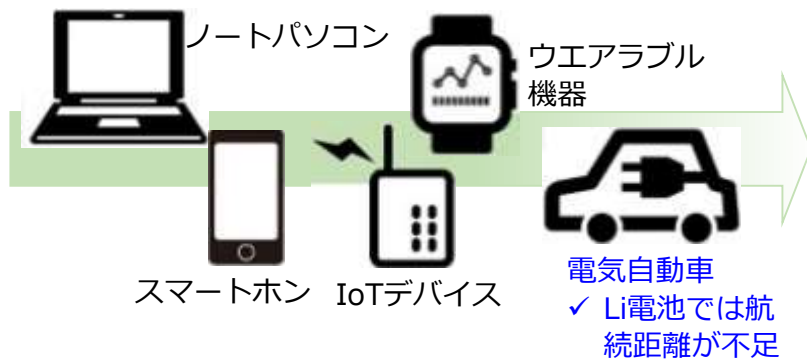 ノートパソコン
ウエアラブル
機器
スマートホン
IoTデバイス
電気自動車
✓ Li電池では航
続距離が不足